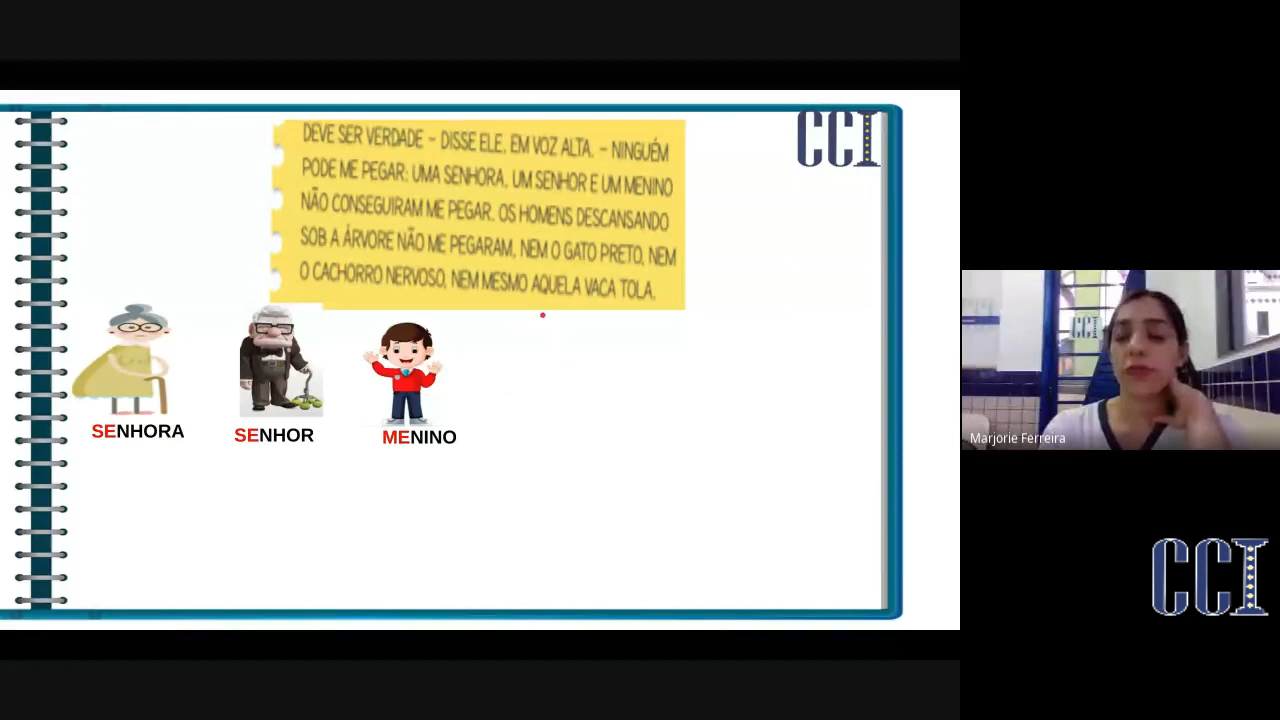 DEVE SER VERDADE - DISSE ELE, EM VOZ ALTA. - NINGUÉM
PODE ME PEGAR: UMA SENHORA, UM SENHOR E UM MENINO
NÃO CONSEGUIRAM ME PEGAR. OS HOMENS DESCANSANDO
SOB A ÁRVORE NÃO ME PEGARAM, NEM O GATO PRETO, NEM
O CACHORRO NERVOSO, NEM MESMO AQUELA VACA TOLA.
CCI
SENHORA
SENHOR
MENINO
CCI
Marjorie Ferreira
CCI